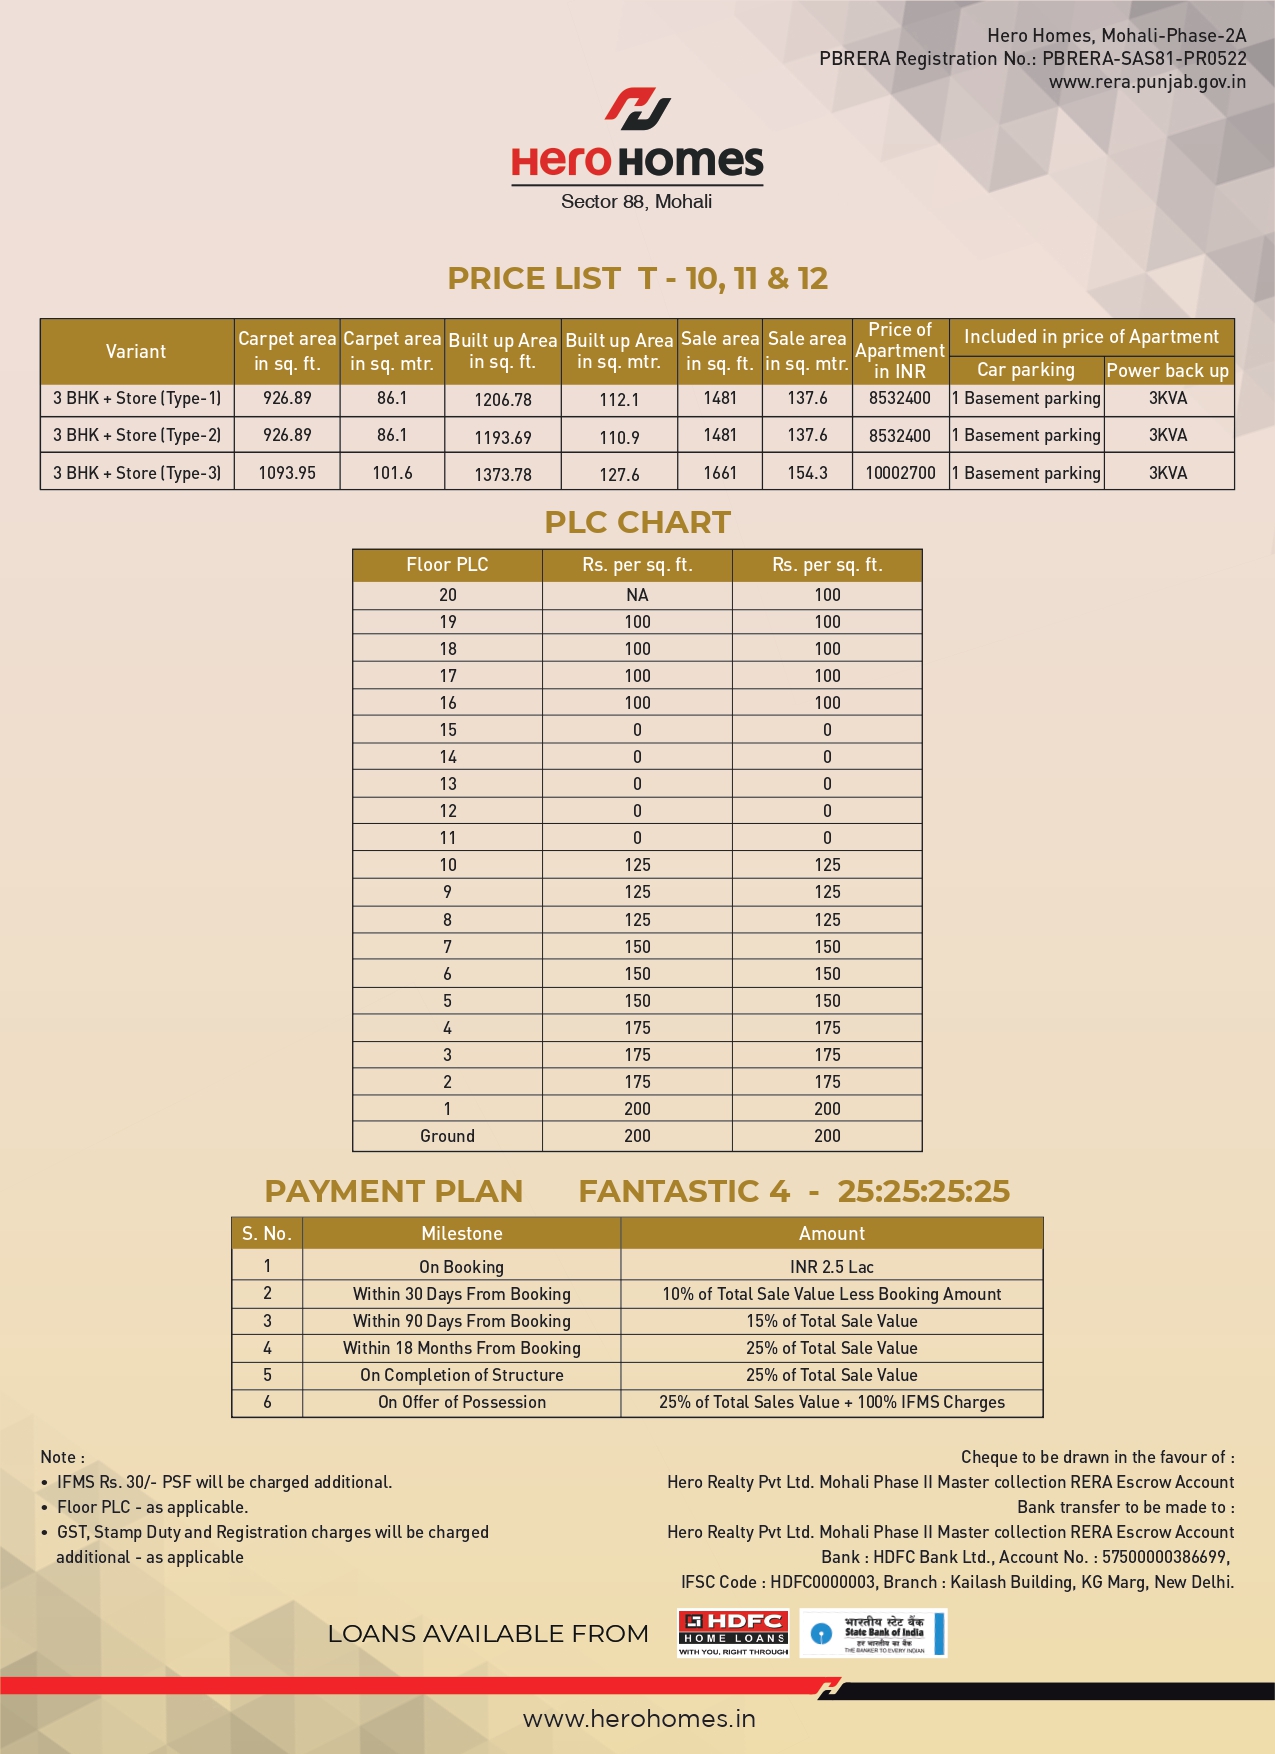 Hero Homes, Mohali-Phase-2A
PBRERA Registration No.: PBRERA-SAS81-PR0522
www.rera.punjab.gov.in
Hero Homes
Sector 88, Mohali
PRICE LIST T - 10, 11 & 12
Variant | Carpet area in sq. ft. | Carpet area in sq. mtr. | Built up Area in sq. ft. | Built up Area in sq. mtr. | Sale area in sq. ft. | Sale area in sq. mtr. | Price of Apartment in INR | Included in price of Apartment
Car parking | Power back up
3 BHK + Store (Type-1) | 926.89 | 86.1 | 1206.78 | 112.1 | 1481 | 137.6 | 8532400 | 1 Basement parking | 3KVA
3 BHK + Store (Type-2) | 926.89 | 86.1 | 1193.69 | 110.9 | 1481 | 137.6 | 8532400 | 1 Basement parking | 3KVA
3 BHK + Store (Type-3) | 1093.95 | 101.6 | 1373.78 | 127.6 | 1661 | 154.3 | 10002700 | 1 Basement parking | 3KVA
PLC CHART
Floor PLC | Rs. per sq. ft. | Rs. per sq. ft.
20 | NA | 100
19 | 100 | 100
18 | 100 | 100
17 | 100 | 100
16 | 100 | 100
15 | 0 | 0
14 | 0 | 0
13 | 0 | 0
12 | 0 | 0
11 | 0 | 0
10 | 125 | 125
9 | 125 | 125
8 | 125 | 125
7 | 150 | 150
6 | 150 | 150
5 | 150 | 150
4 | 175 | 175
3 | 175 | 175
2 | 175 | 175
1 | 200 | 200
Ground | 200 | 200
PAYMENT PLAN FANTASTIC 4 - 25:25:25:25
S. No. | Milestone | Amount
1 | On Booking | INR 2.5 Lac
2 | Within 30 Days From Booking | 10% of Total Sale Value Less Booking Amount
3 | Within 90 Days From Booking | 15% of Total Sale Value
4 | Within 18 Months From Booking | 25% of Total Sale Value
5 | On Completion of Structure | 25% of Total Sale Value
6 | On Offer of Possession | 25% of Total Sales Value + 100% IFMS Charges
Note :
• IFMS Rs. 30/- PSF will be charged additional.
• Floor PLC - as applicable.
• GST, Stamp Duty and Registration charges will be charged
additional - as applicable
Cheque to be drawn in the favour of :
Hero Realty Pvt Ltd. Mohali Phase II Master collection RERA Escrow Account
Bank transfer to be made to :
Hero Realty Pvt Ltd. Mohali Phase II Master collection RERA Escrow Account
Bank : HDFC Bank Ltd., Account No. : 57500000386699,
IFSC Code : HDFC0000003, Branch : Kailash Building, KG Marg, New Delhi.
LOANS AVAILABLE FROM
HDFC
HOME LOANS
WITH YOU, RIGHT THROUGH
भारतीय स्टेट बैंक
State Bank of India
हर भारतीय का बैंक
THE BANKER TO EVERY INDIAN
www.herohomes.in